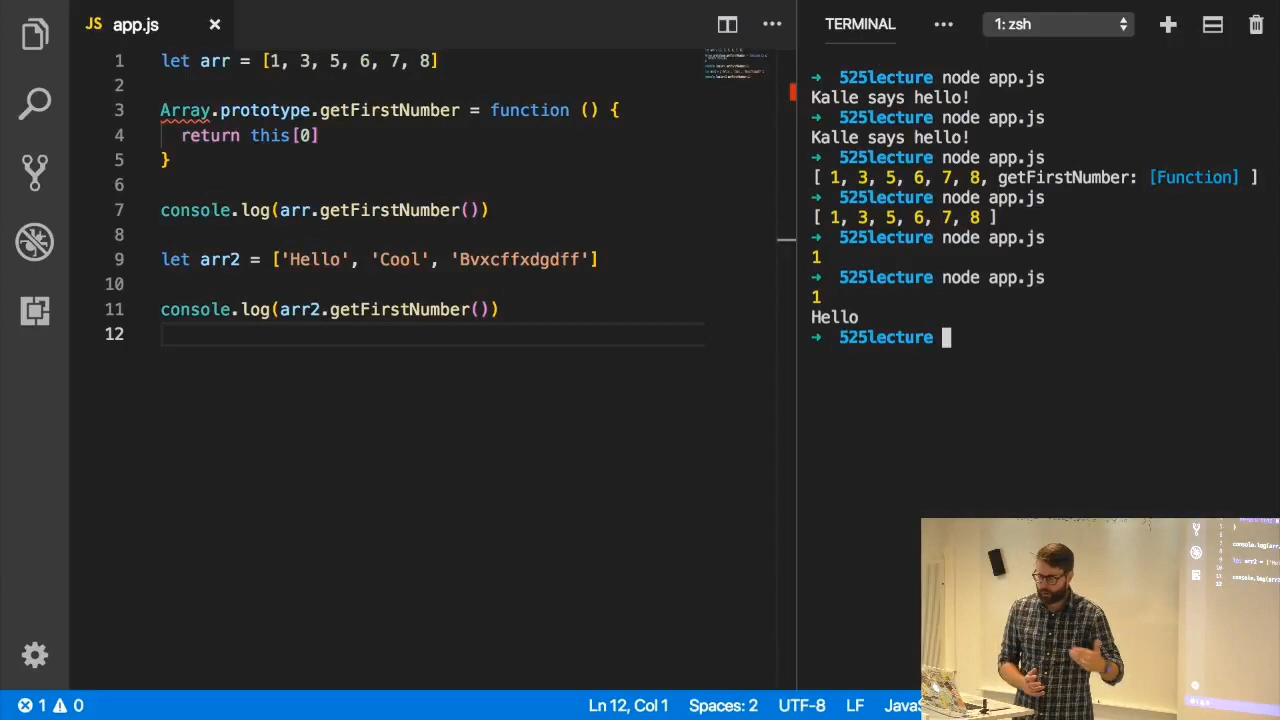 JS app.js
1 let arr = [1, 3, 5, 6, 7, 8]
2
3 Array.prototype.getFirstNumber = function () {
4 return this[0]
5 }
6
7 console.log(arr.getFirstNumber())
8
9 let arr2 = ['Hello', 'Cool', 'Bvxcffxdgdff']
10
11 console.log(arr2.getFirstNumber())
12
TERMINAL ••• 1: zsh
→ 525lecture node app.js
Kalle says hello!
→ 525lecture node app.js
Kalle says hello!
→ 525lecture node app.js
[ 1, 3, 5, 6, 7, 8, getFirstNumber: [Function] ]
→ 525lecture node app.js
[ 1, 3, 5, 6, 7, 8 ]
→ 525lecture node app.js
1
→ 525lecture node app.js
1
Hello
→ 525lecture
1 0 Ln 12, Col 1 Spaces: 2 UTF-8 LF JavaS